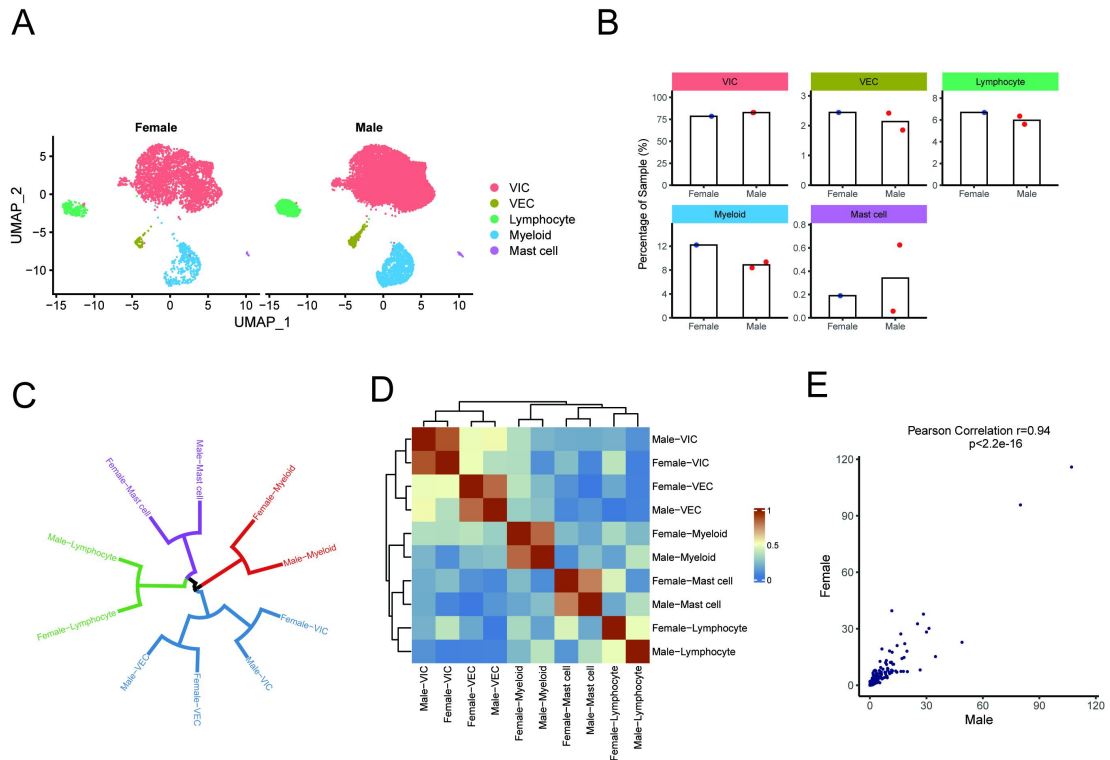 A
Female
Male
UMAP_2
5
0
−5
−10
−15
−10
−5
0
5
10
−15
−10
−5
0
5
10
UMAP_1
VIC
VEC
Lymphocyte
Myeloid
Mast cell
B
Percentage of Sample (%)
VIC
100
75
50
25
0
Female
Male
VEC
3
2
1
0
Female
Male
Lymphocyte
8
6
4
2
0
Female
Male
Myeloid
12
8
4
0
Female
Male
Mast cell
0.8
0.6
0.4
0.2
0.0
Female
Male
C
Male−Mast cell
Female−Mast cell
Female−Myeloid
Male−Lymphocyte
Male−Myeloid
Female−Lymphocyte
Female−VIC
Male−VEC
Male−VIC
Female−VEC
D
Male−VIC
Female−VIC
Female−VEC
Male−VEC
Female−Myeloid
Male−Myeloid
Female−Mast cell
Male−Mast cell
Female−Lymphocyte
Male−Lymphocyte
1
0.5
0
Male−VIC
Female−VIC
Female−VEC
Male−VEC
Female−Myeloid
Male−Myeloid
Female−Mast cell
Male−Mast cell
Female−Lymphocyte
Male−Lymphocyte
E
Pearson Correlation r=0.94
p<2.2e-16
Female
120
90
60
30
0
0
30
60
90
120
Male